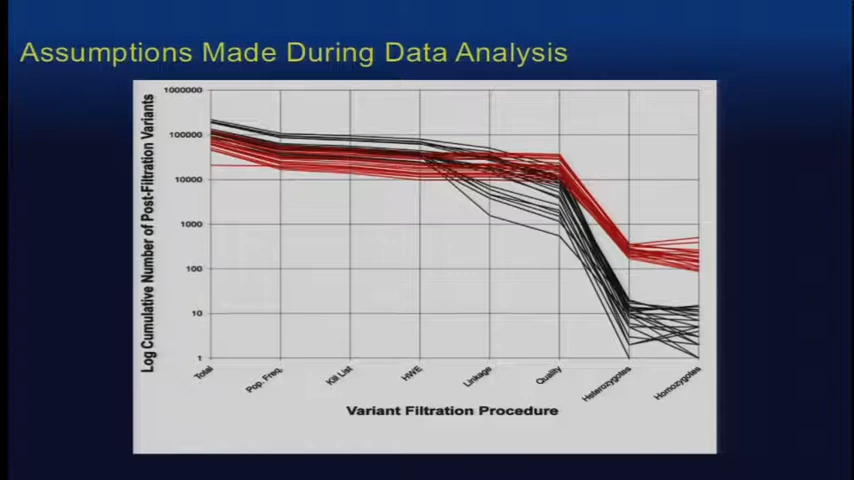 Assumptions Made During Data Analysis
Log Cumulative Number of Post-Filtration Variants
1000000
100000
10000
1000
100
10
1
Total
Pop. Freq.
Kill List
HWE
Linkage
Quality
Heterozygotes
Homozygotes
Variant Filtration Procedure